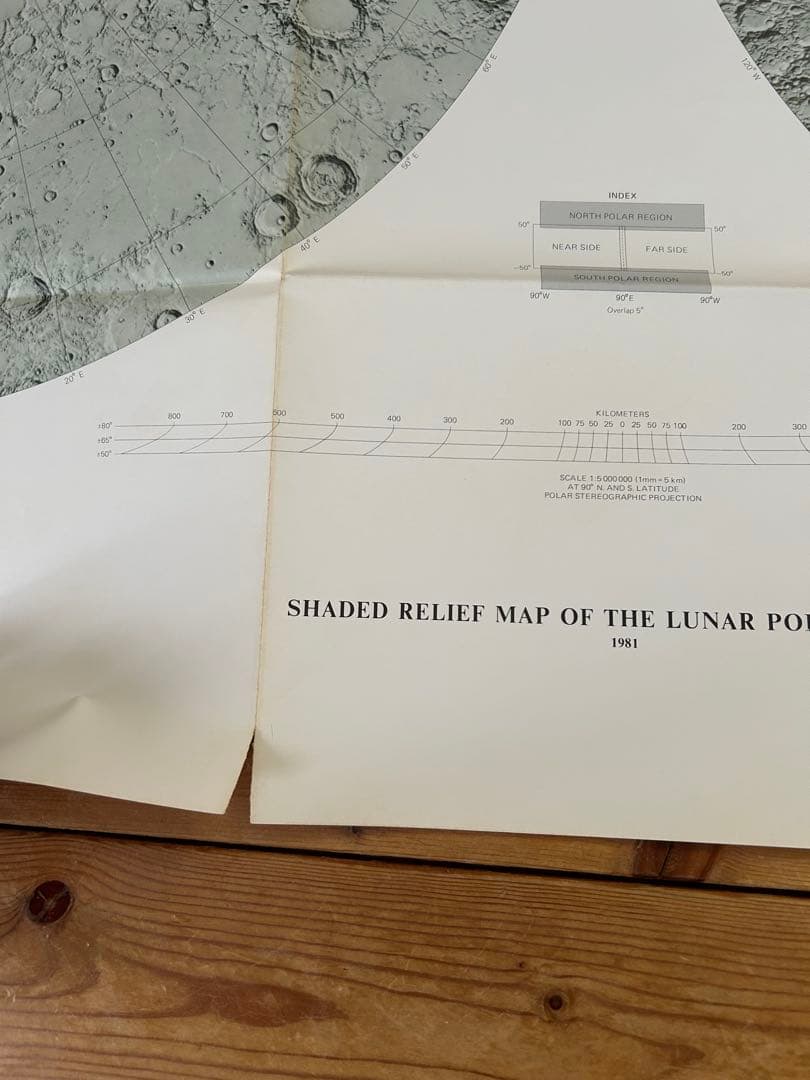 60° E
120° W
50° E
40° E
30° E
20° E
INDEX
NORTH POLAR REGION
50° 50°
NEAR SIDE FAR SIDE
-50° -50°
SOUTH POLAR REGION
90°W 90°E 90°W
Overlap 5°
KILOMETERS
800 700 600 500 400 300 200 100 75 50 25 0 25 50 75 100 200 300
±80°
±65°
±50°
SCALE 1:5 000 000 (1mm = 5 km)
AT 90° N. AND S. LATITUDE
POLAR STEREOGRAPHIC PROJECTION
SHADED RELIEF MAP OF THE LUNAR
1981